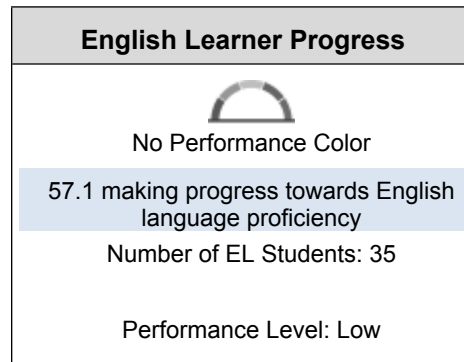 English Learner Progress
No Performance Color
57.1 making progress towards English
language proficiency
Number of EL Students: 35
Performance Level: Low